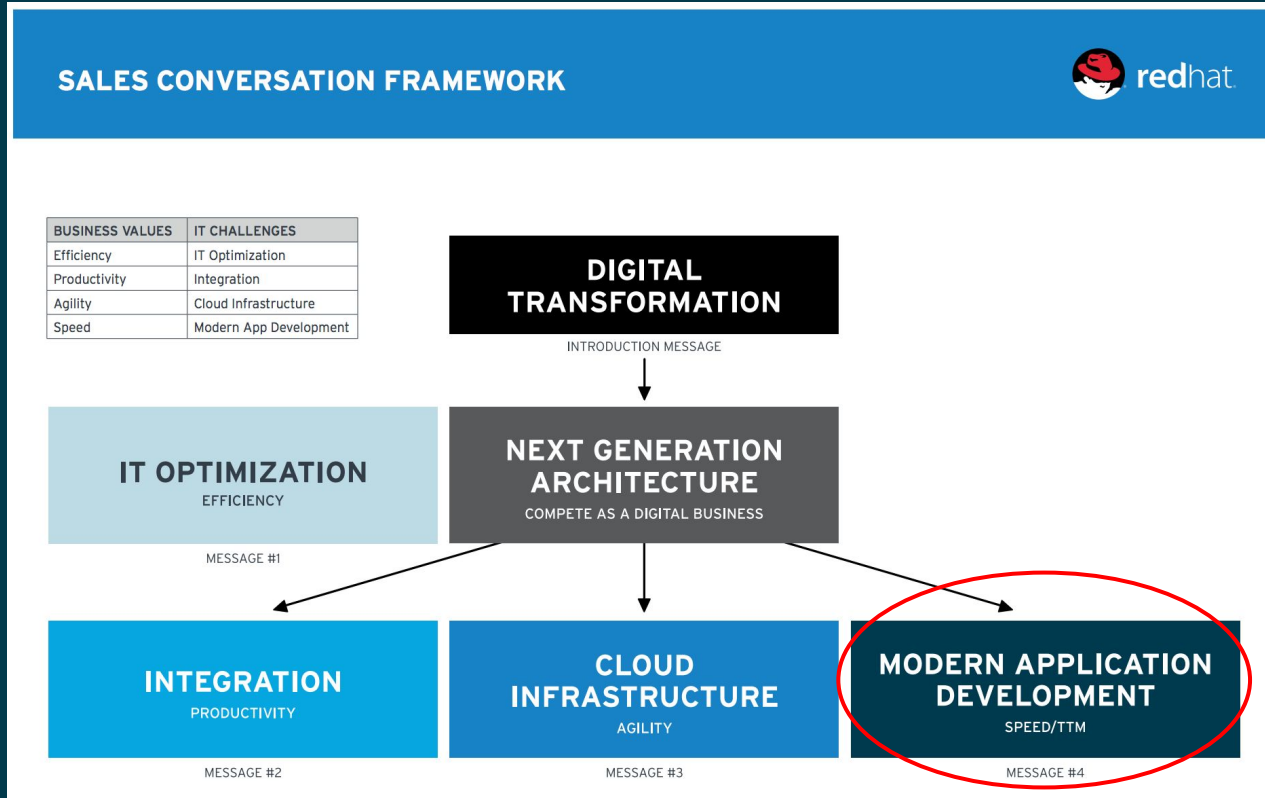 SALES CONVERSATION FRAMEWORK
redhat.
BUSINESS VALUES IT CHALLENGES
Efficiency IT Optimization
Productivity Integration
Agility Cloud Infrastructure
Speed Modern App Development
DIGITAL
TRANSFORMATION
INTRODUCTION MESSAGE
IT OPTIMIZATION
EFFICIENCY
MESSAGE #1
NEXT GENERATION
ARCHITECTURE
COMPETE AS A DIGITAL BUSINESS
INTEGRATION
PRODUCTIVITY
MESSAGE #2
CLOUD
INFRASTRUCTURE
AGILITY
MESSAGE #3
MODERN APPLICATION
DEVELOPMENT
SPEED/TTM
MESSAGE #4